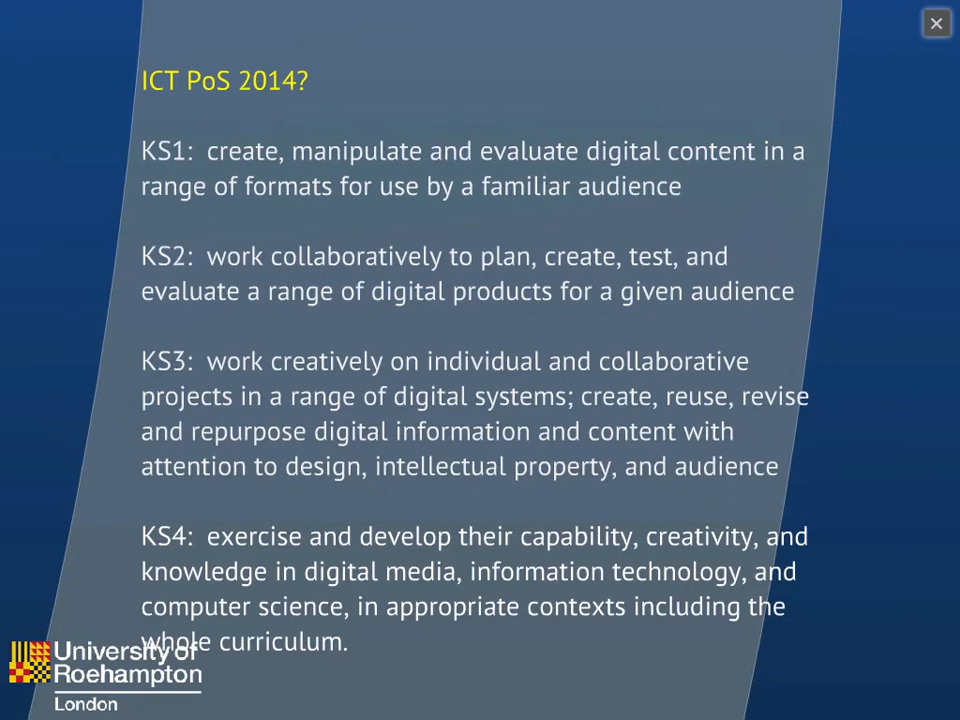 ICT PoS 2014?
KS1: create, manipulate and evaluate digital content in a
range of formats for use by a familiar audience
KS2: work collaboratively to plan, create, test, and
evaluate a range of digital products for a given audience
KS3: work creatively on individual and collaborative
projects in a range of digital systems; create, reuse, revise
and repurpose digital information and content with
attention to design, intellectual property, and audience
KS4: exercise and develop their capability, creativity, and
knowledge in digital media, information technology, and
computer science, in appropriate contexts including the
whole curriculum.
University of
Roehampton
London